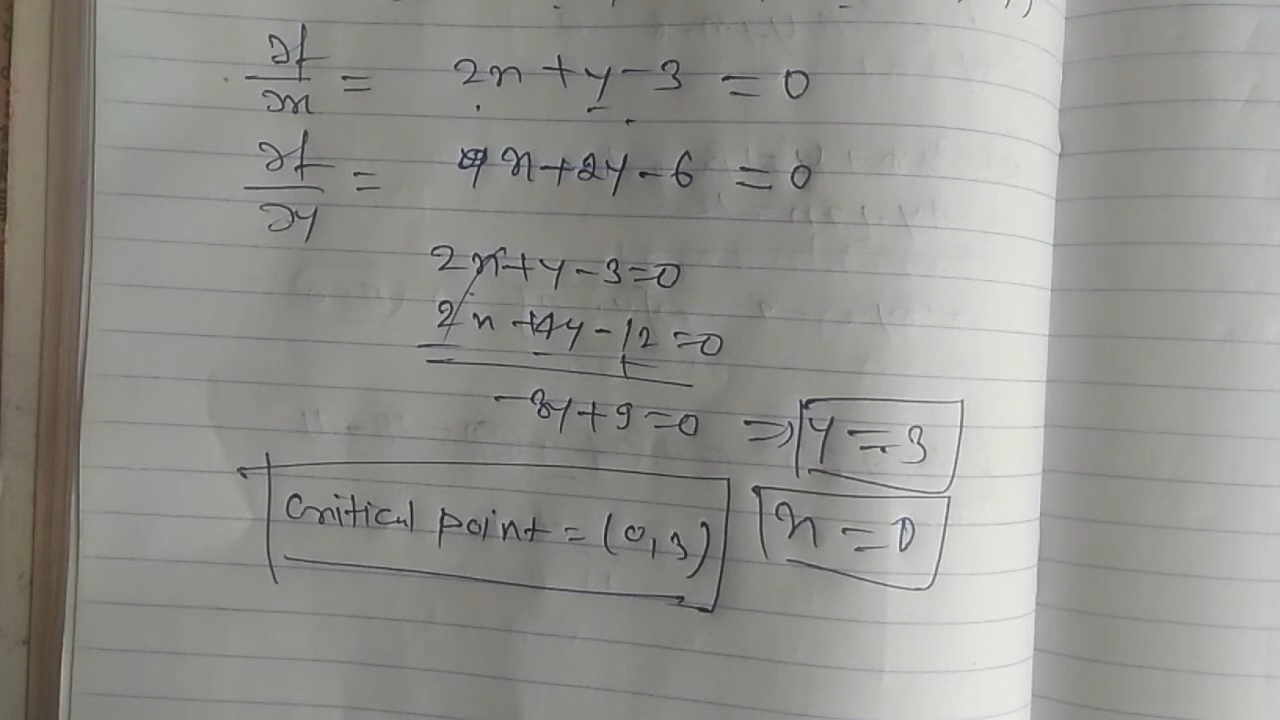 ∂f/∂x = 2x + y - 3 = 0
∂f/∂y = x + 2y - 6 = 0
2x + y - 3 = 0
2x + 4y - 12 = 0
-3y + 9 = 0 ⇒ y = 3
critical point = (0,3) x = 0